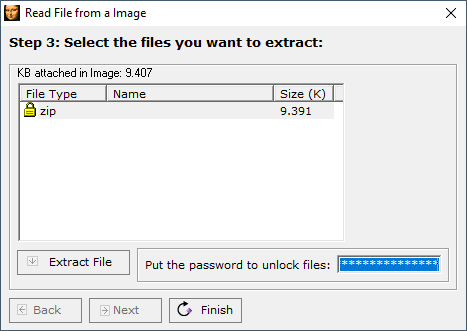 Read File from a Image
Step 3: Select the files you want to extract:
KB attached in Image: 9.407
File Type Name Size (K)
zip 9.391
Extract File
Put the password to unlock files: **************
Back Next Finish